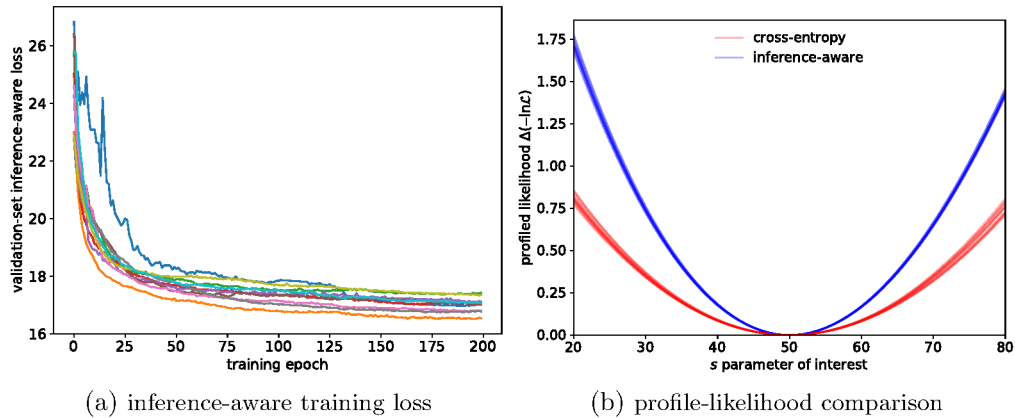 validation-set inference-aware loss
26
24
22
20
18
16
0 25 50 75 100 125 150 175 200
training epoch
(a) inference-aware training loss
profiled likelihood Δ(−lnℒ)
1.75
1.50
1.25
1.00
0.75
0.50
0.25
0.00
cross-entropy
inference-aware
20 30 40 50 60 70 80
s parameter of interest
(b) profile-likelihood comparison